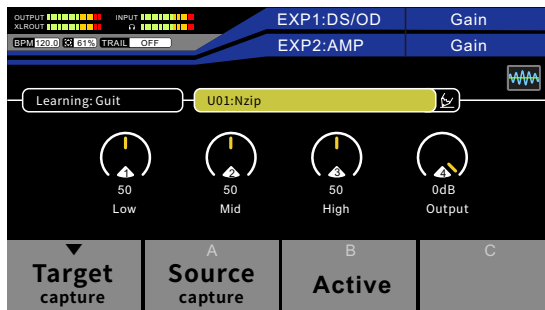 OUTPUT INPUT EXP1:DS/OD Gain
XLROUT
BPM 120.0 61% TRAIL OFF EXP2:AMP Gain
Learning: Guit U01:Nzip
1 2 3 4
50 50 50 0dB
Low Mid High Output
A B C
Target Source Active
capture capture